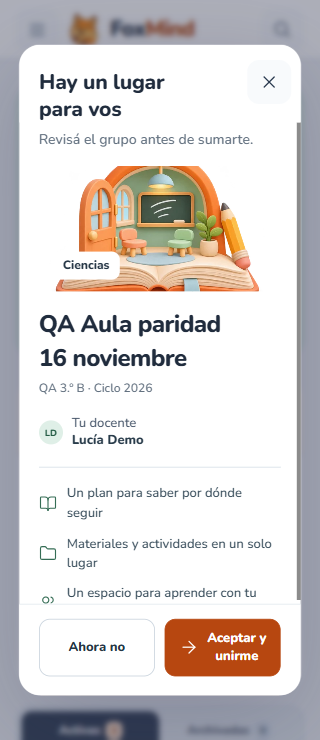 FoxMind
Hay un lugar
para vos
Revisá el grupo antes de sumarte.
Ciencias
QA Aula paridad
16 noviembre
QA 3.º B · Ciclo 2026
LD
Tu docente
Lucía Demo
Un plan para saber por dónde
seguir
Materiales y actividades en un solo
lugar
Un espacio para aprender con tu
Ahora no
Aceptar y
unirme